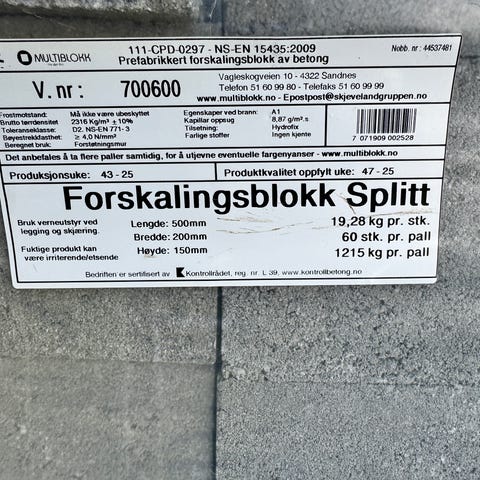 MULTIBLOKK
111-CPD-0297 - NS-EN 15435:2009
Prefabrikkert forskalingsblokk av betong
Nobb. nr : 44537481
V. nr : 700600
Vagleskogveien 10 - 4322 Sandnes
Telefon 51 60 99 80 - Telefaks 51 60 99 99
www.multiblokk.no - Epostpost@skjevelandgruppen.no
Frostmotstand: Må ikke være ubeskyttet
Brutto tørrdensitet 2316 Kg/m³ ±10%
Toleranseklasse: D2. NS-EN 771-3
Bøyestrekkfasthet: ≥ 4,0 N/mm²
Beregnet bruk: Forstøtningsmur
Egenskaper ved brann: A1
Kapillær oppsug 8,87 g/m².s
Tilsetning: Hydrofix
Farlige stoffer Ingen kjente
7 071909 002528
Det anbefales å ta flere paller samtidig, for å utjevne eventuelle fargenyanser - www.multiblokk.no
Produksjonsuke: 43 - 25
Produktkvalitet oppfylt uke: 47 - 25
Forskalingsblokk Splitt
Bruk verneutstyr ved
legging og skjæring.
Fuktige produkt kan
være irriterende/etsende
Lengde: 500mm
Bredde: 200mm
Høyde: 150mm
19,28 kg pr. stk.
60 stk. pr. pall
1215 kg pr. pall
Bedriften er sertifisert av Kontrollrådet, reg. nr. L 39, www.kontrollbetong.no